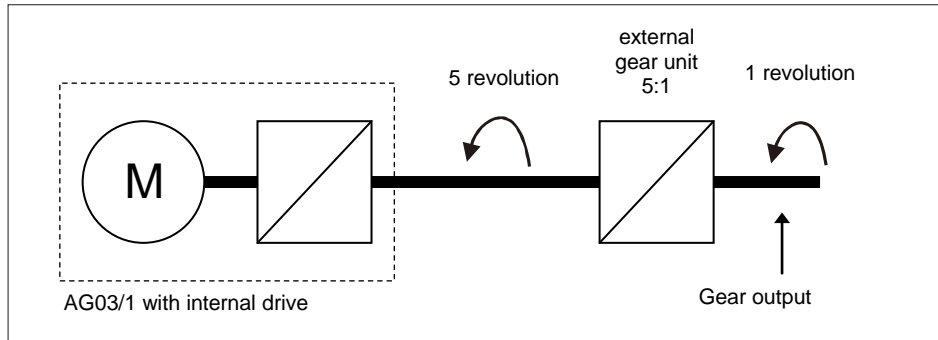 external
gear unit
5:1
5 revolution
1 revolution
M
AG03/1 with internal drive
Gear output